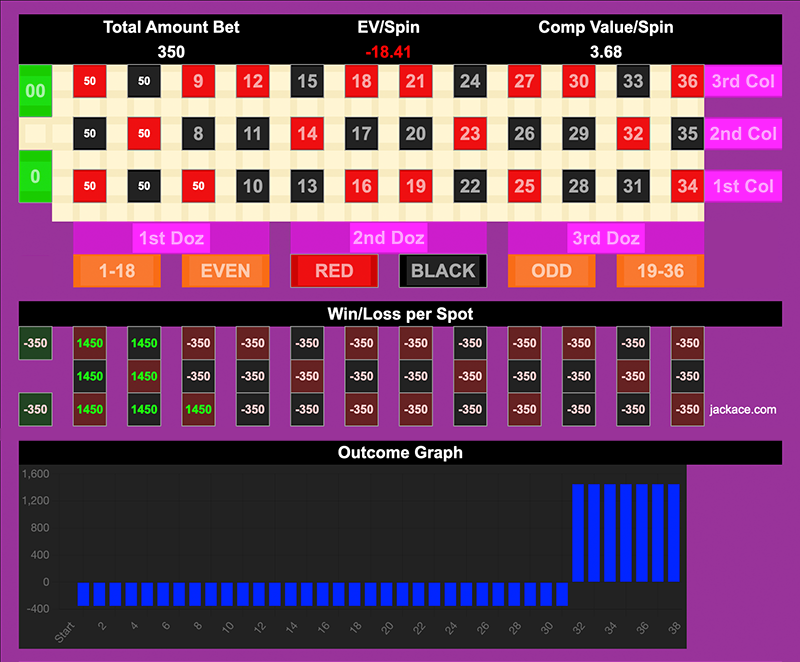 Total Amount Bet EV/Spin Comp Value/Spin
350 -18.41 3.68
00 50 50 9 12 15 18 21 24 27 30 33 36 3rd Col
50 50 8 11 14 17 20 23 26 29 32 35 2nd Col
0 50 50 50 10 13 16 19 22 25 28 31 34 1st Col
1st Doz 2nd Doz 3rd Doz
1-18 EVEN RED BLACK ODD 19-36
Win/Loss per Spot
-350 1450 1450 -350 -350 -350 -350 -350 -350 -350 -350 -350 -350
1450 1450 -350 -350 -350 -350 -350 -350 -350 -350 -350 -350
-350 1450 1450 1450 -350 -350 -350 -350 -350 -350 -350 -350 -350 jackace.com
Outcome Graph
1,600
1,200
800
400
0
-400
Start 2 4 6 8 10 12 14 16 18 20 22 24 26 28 30 32 34 36 38